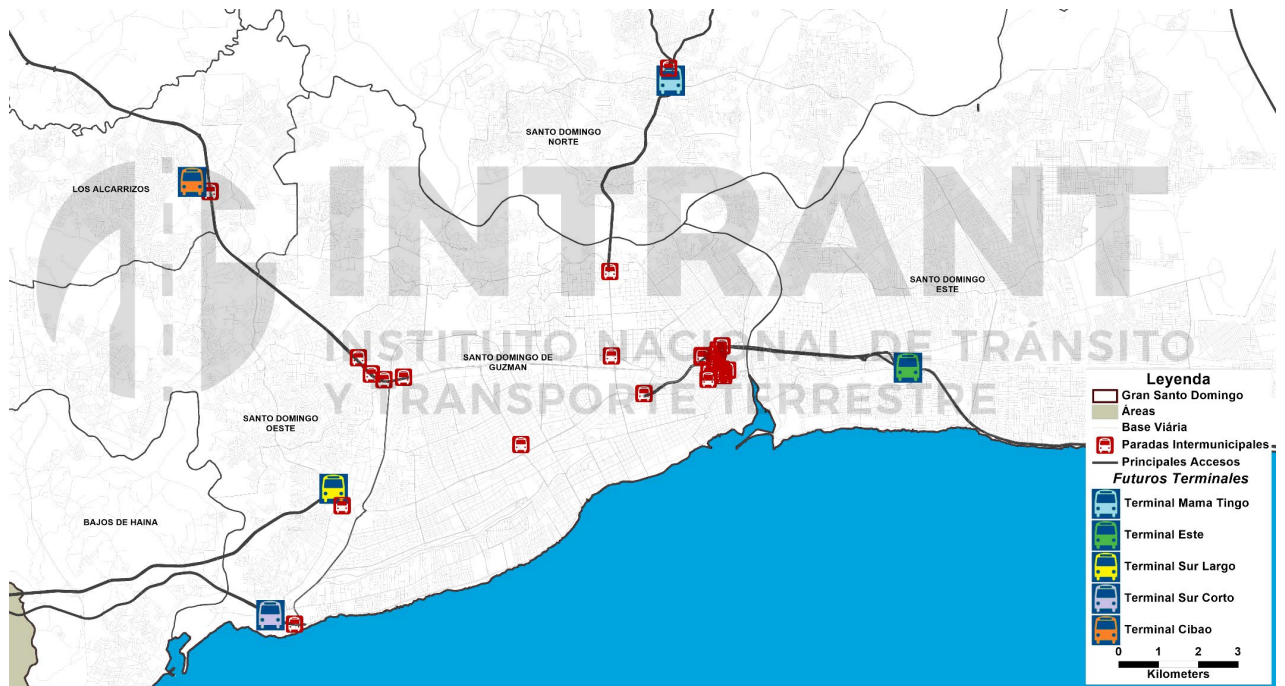 SANTO DOMINGO
NORTE
LOS ALCARRIZOS
INTRANT
SANTO DOMINGO
ESTE
INSTITUTO NACIONAL DE TRÁNSITO
SANTO DOMINGO DE
GUZMAN
Y TRANSPORTE TERRESTRE
SANTO DOMINGO
OESTE
BAJOS DE HAINA
Leyenda
Gran Santo Domingo
Áreas
Base Viária
Paradas Intermunicipales
Principales Accesos
Futuros Terminales
Terminal Mama Tingo
Terminal Este
Terminal Sur Largo
Terminal Sur Corto
Terminal Cibao
0 1 2 3
Kilometers